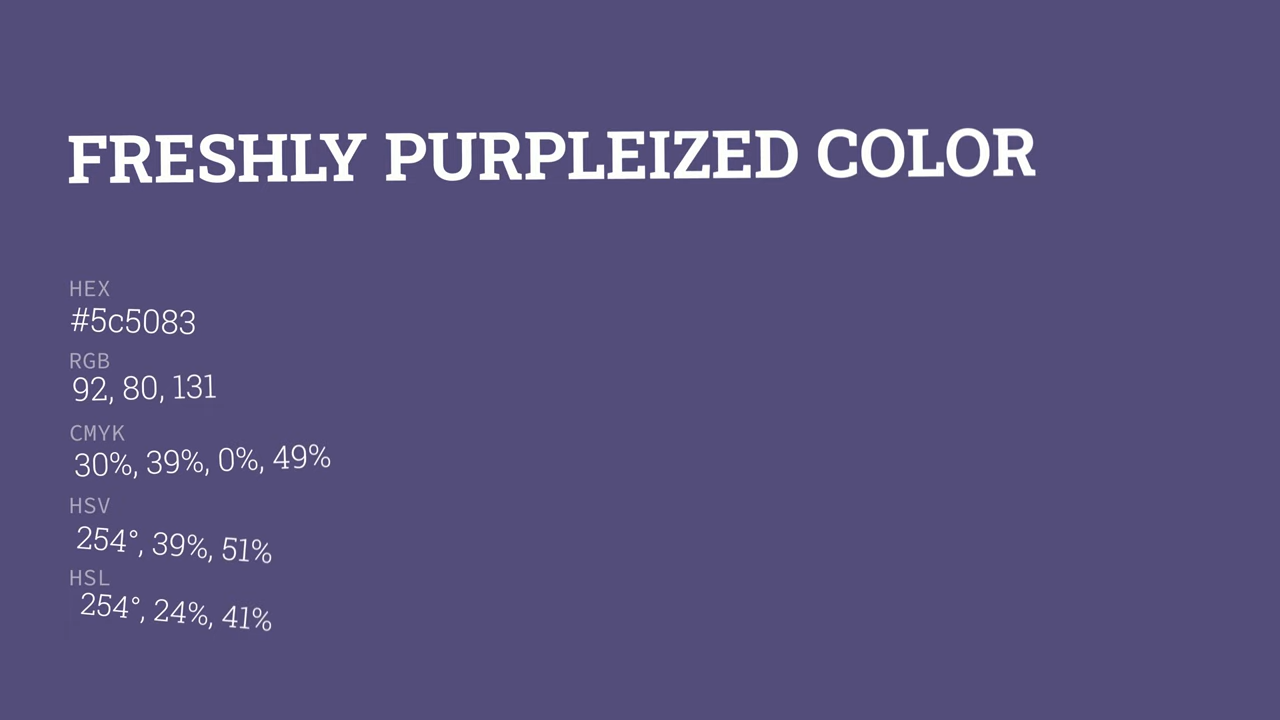 FRESHLY PURPLEIZED COLOR
HEX
#5c5083
RGB
92, 80, 131
CMYK
30%, 39%, 0%, 49%
HSV
254°, 39%, 51%
HSL
254°, 24%, 41%